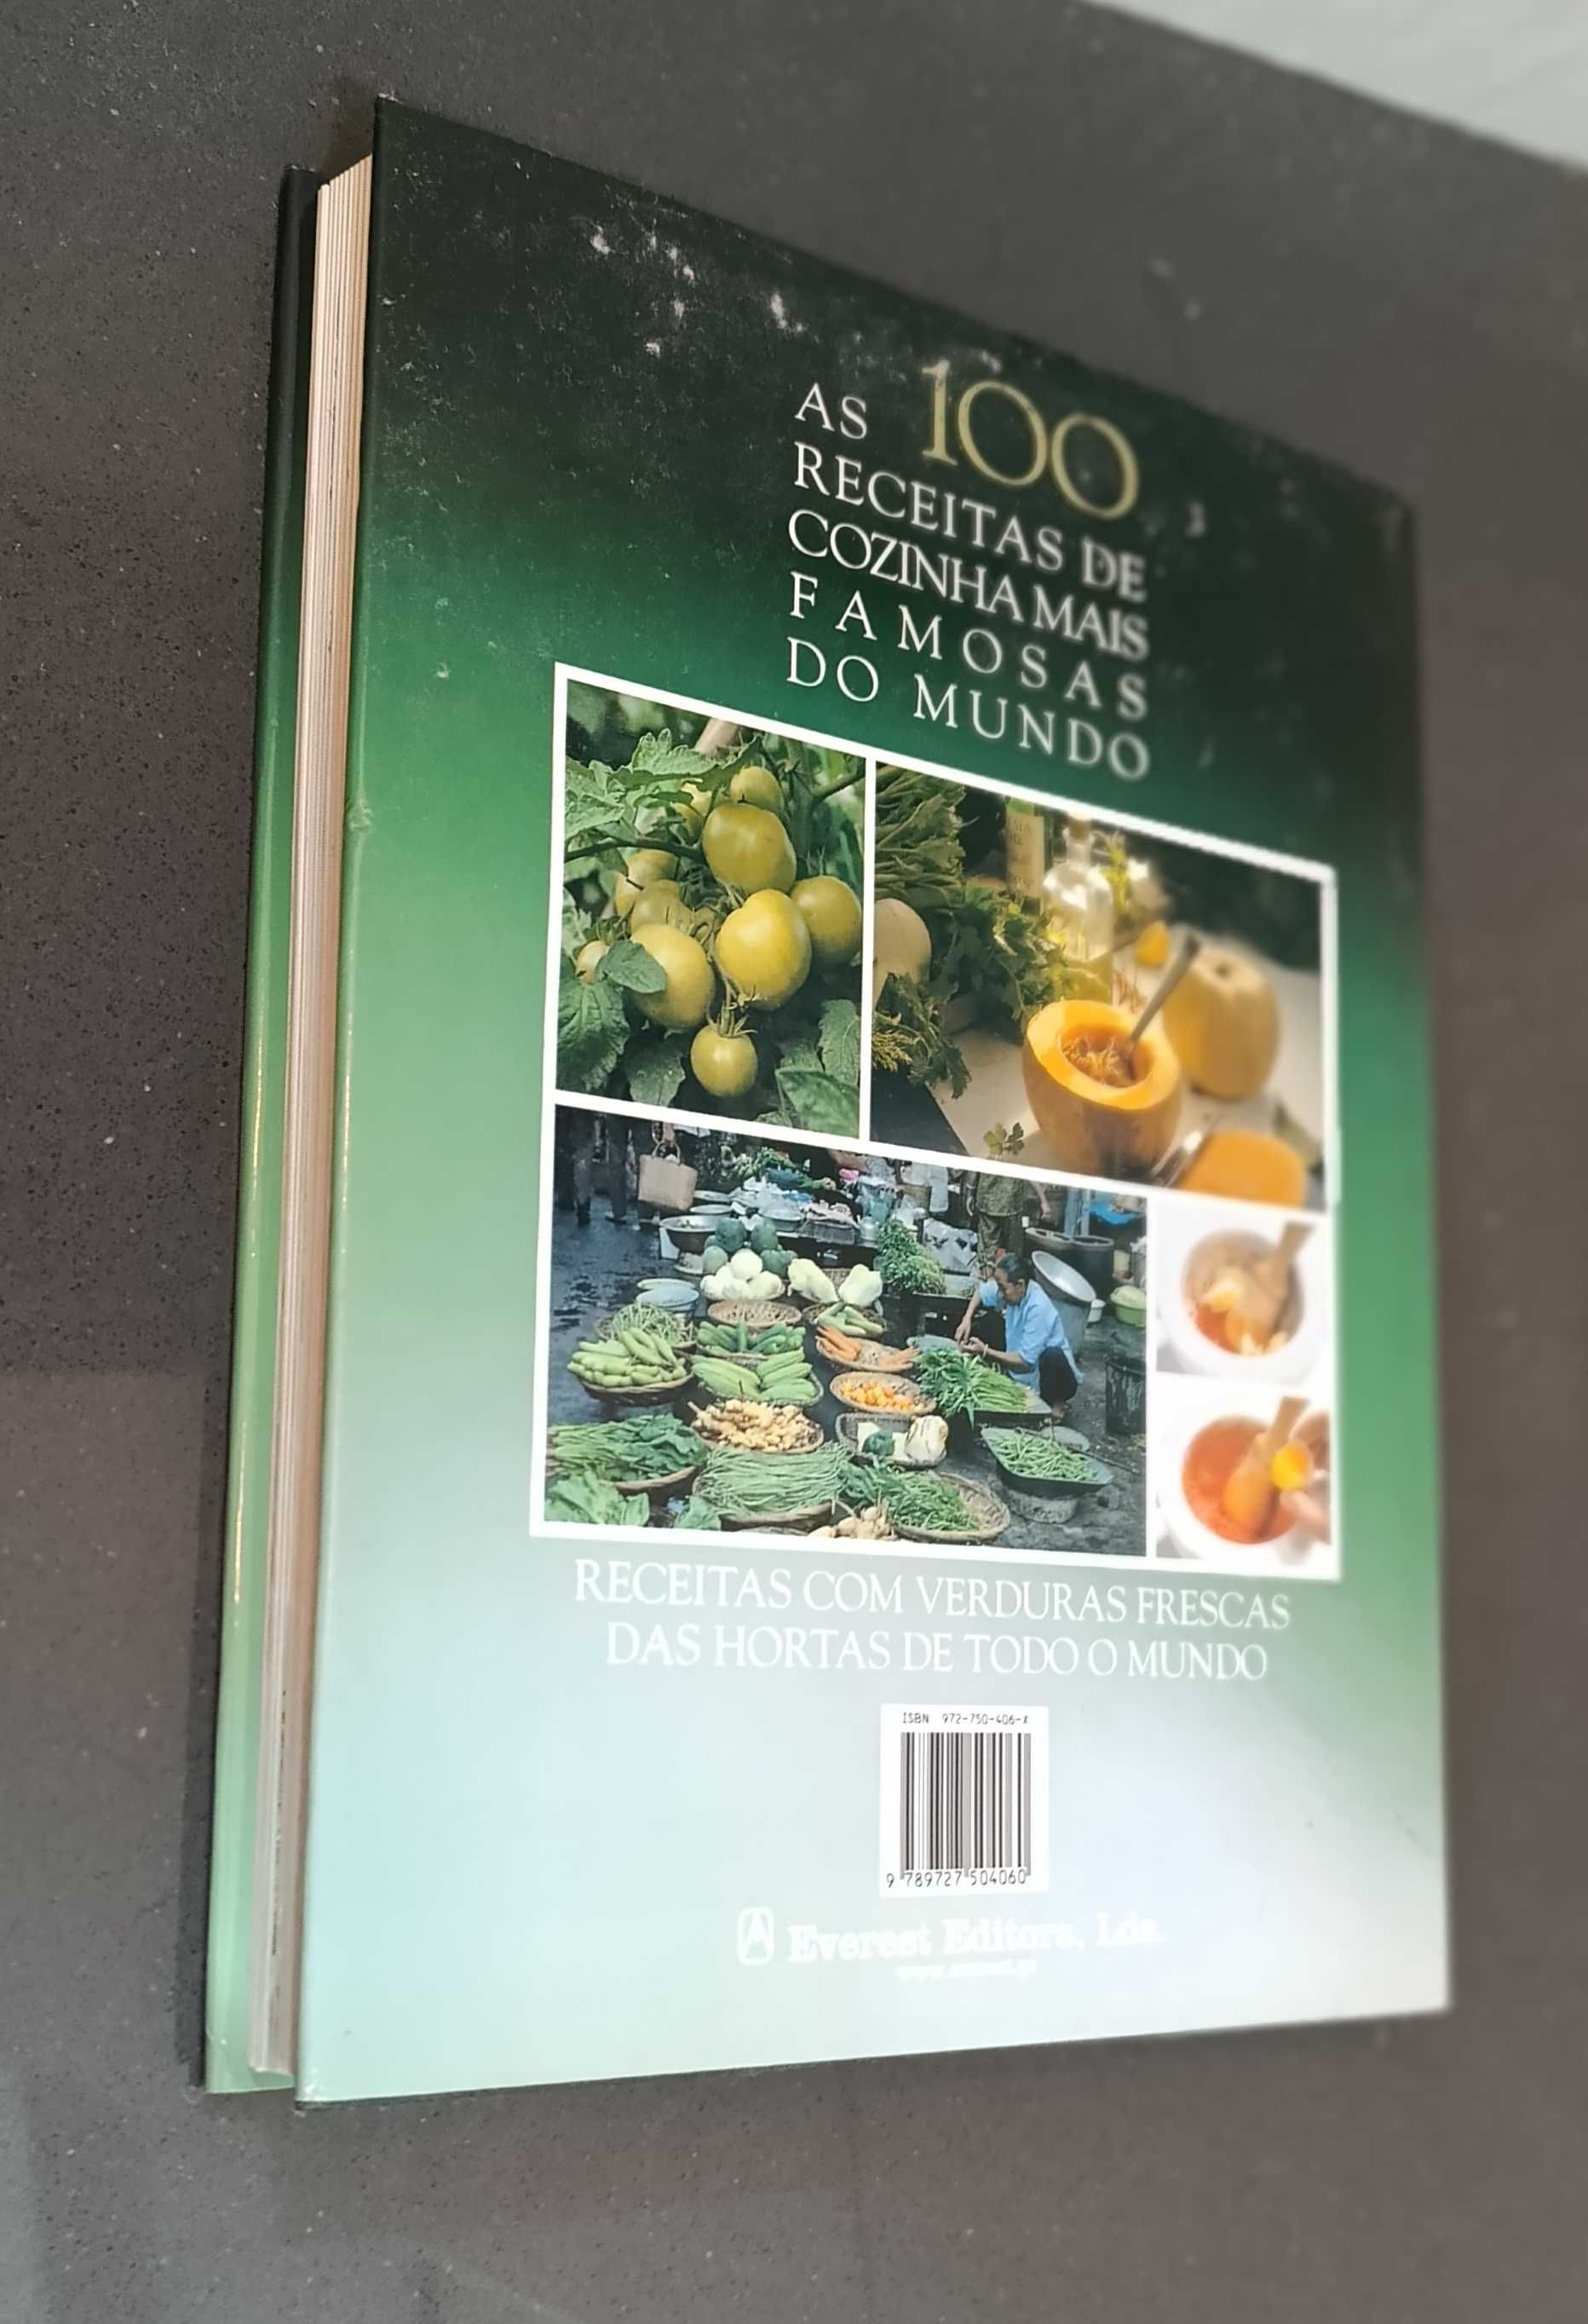 AS 100
RECEITAS DE
COZINHA MAIS
FAMOSAS
DO MUNDO
RECEITAS COM VERDURAS FRESCAS
DAS HORTAS DE TODO O MUNDO
ISBN 972-750-406-X
9 789727 504060
Everest Editora, Lda.